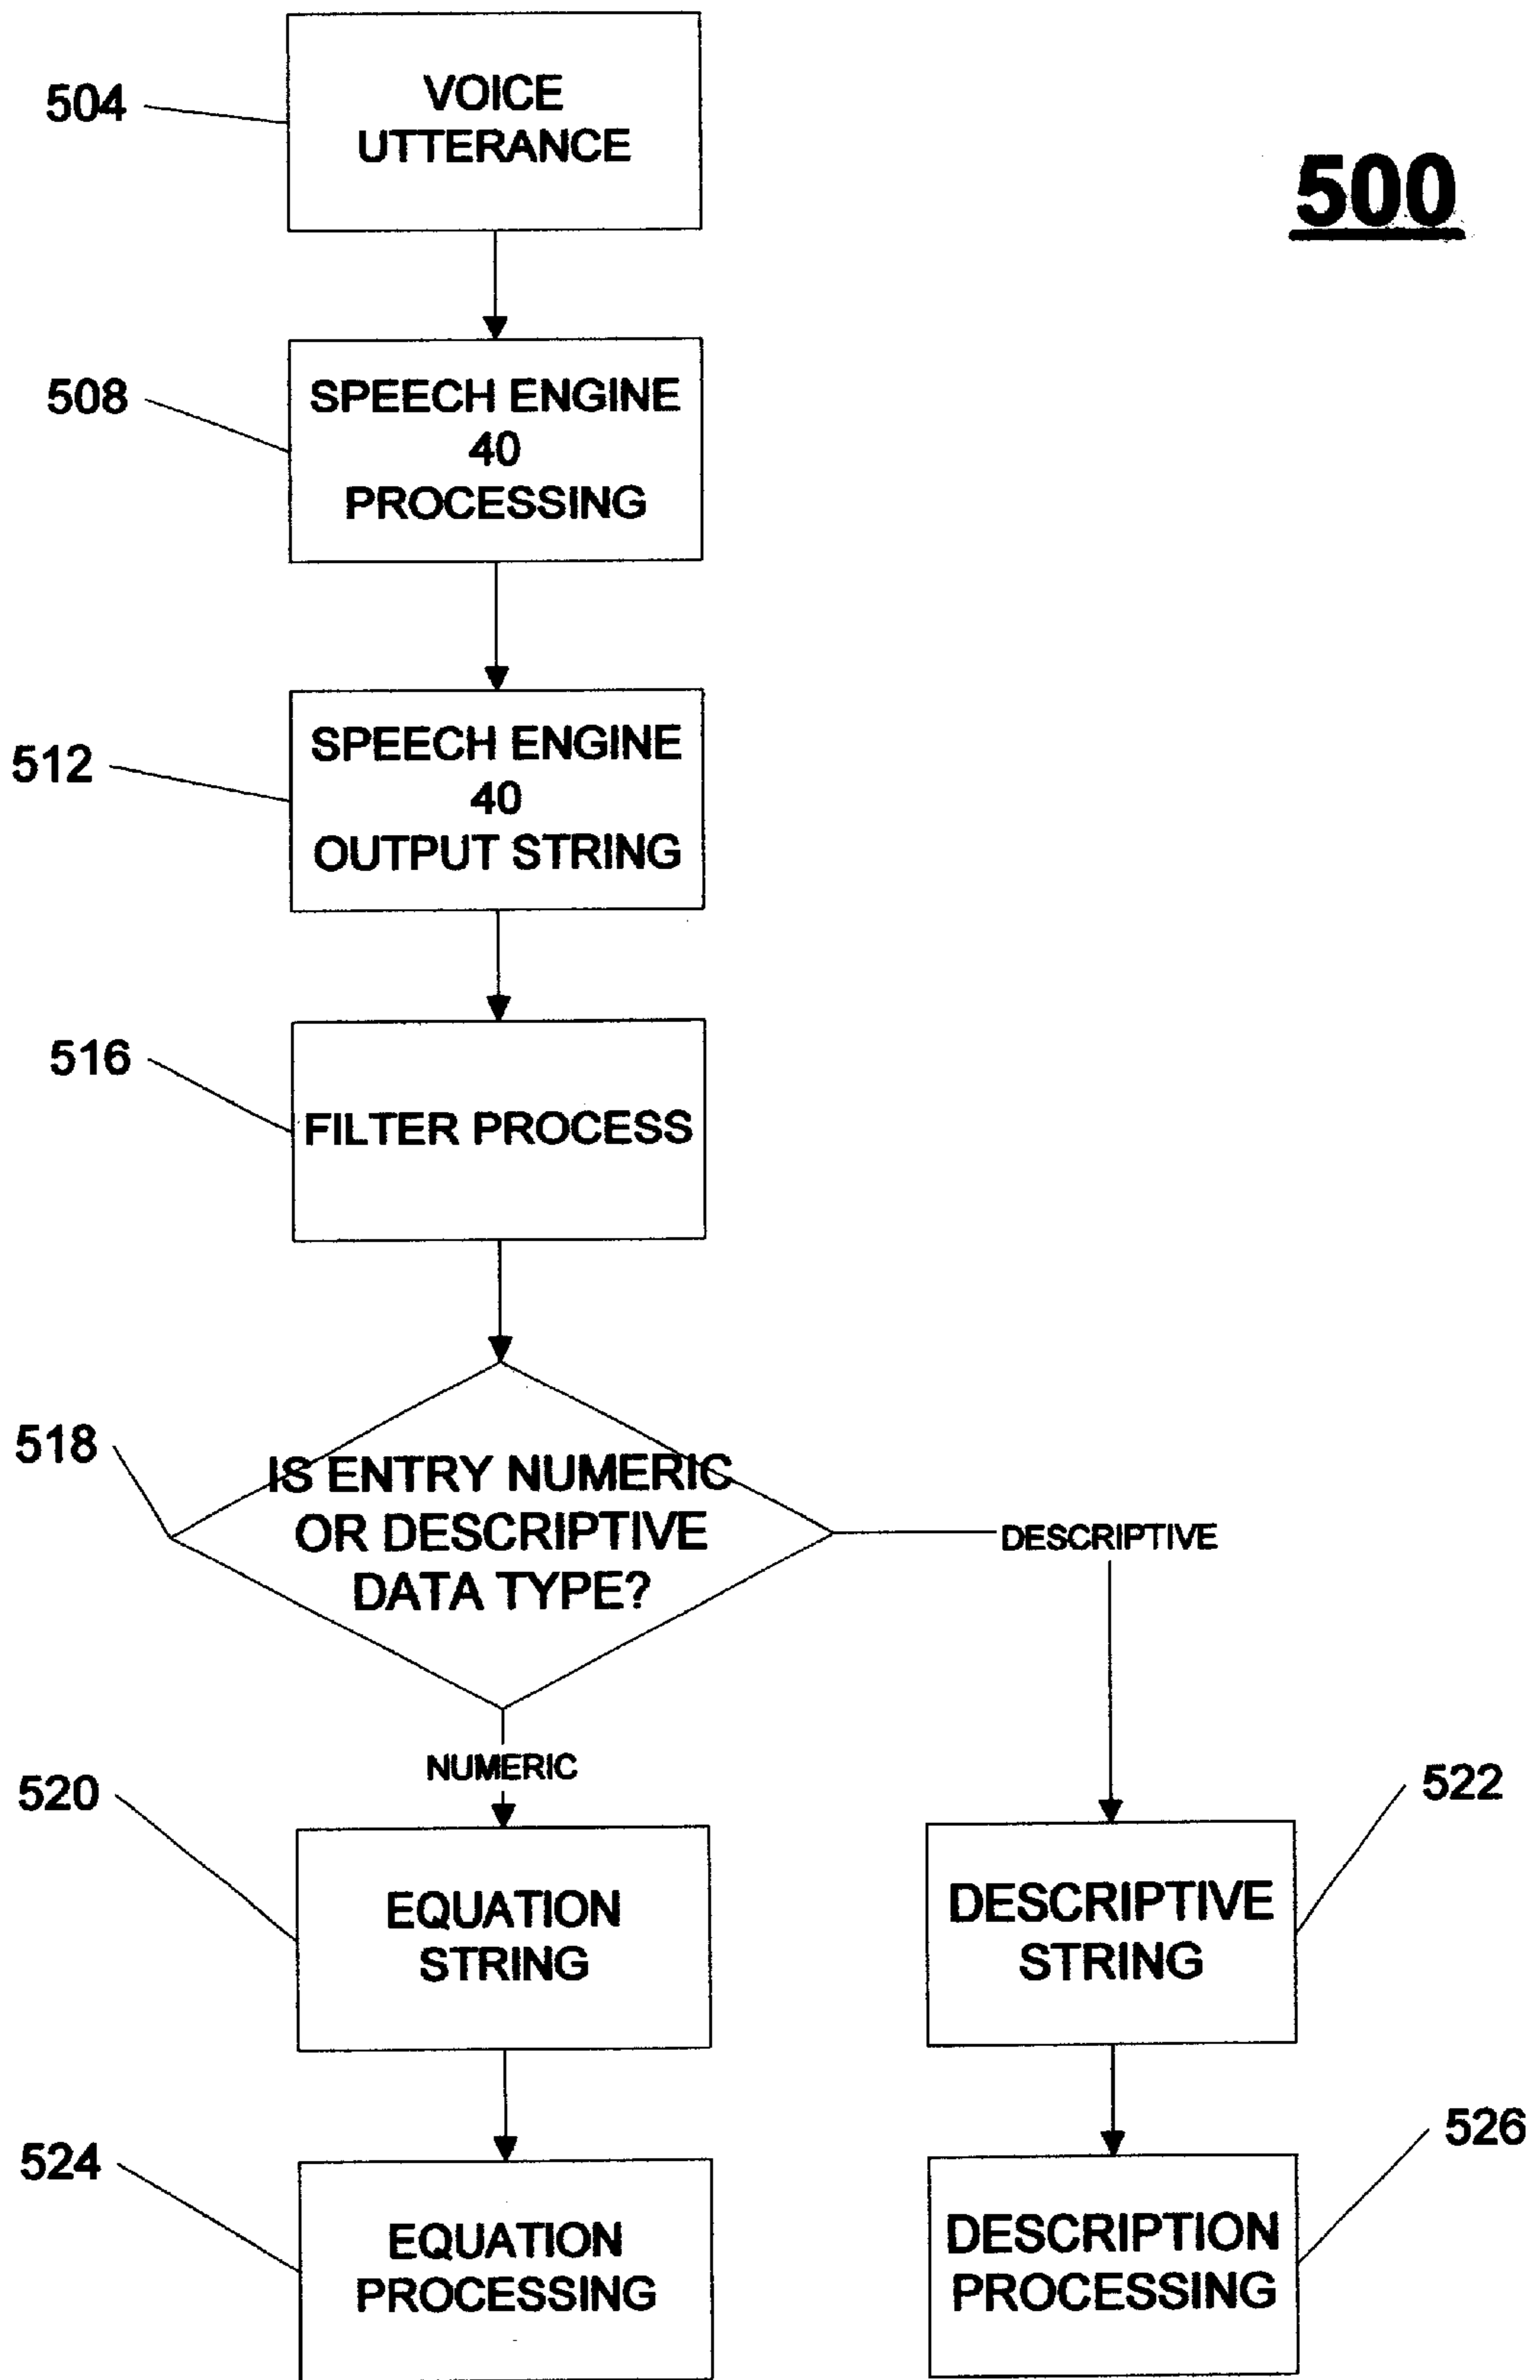 504
VOICE
UTTERANCE
500
508
SPEECH ENGINE
40
PROCESSING
512
SPEECH ENGINE
40
OUTPUT STRING
516
FILTER PROCESS
518
IS ENTRY NUMERIC
OR DESCRIPTIVE
DATA TYPE?
DESCRIPTIVE
NUMERIC
520
EQUATION
STRING
522
DESCRIPTIVE
STRING
524
EQUATION
PROCESSING
526
DESCRIPTION
PROCESSING